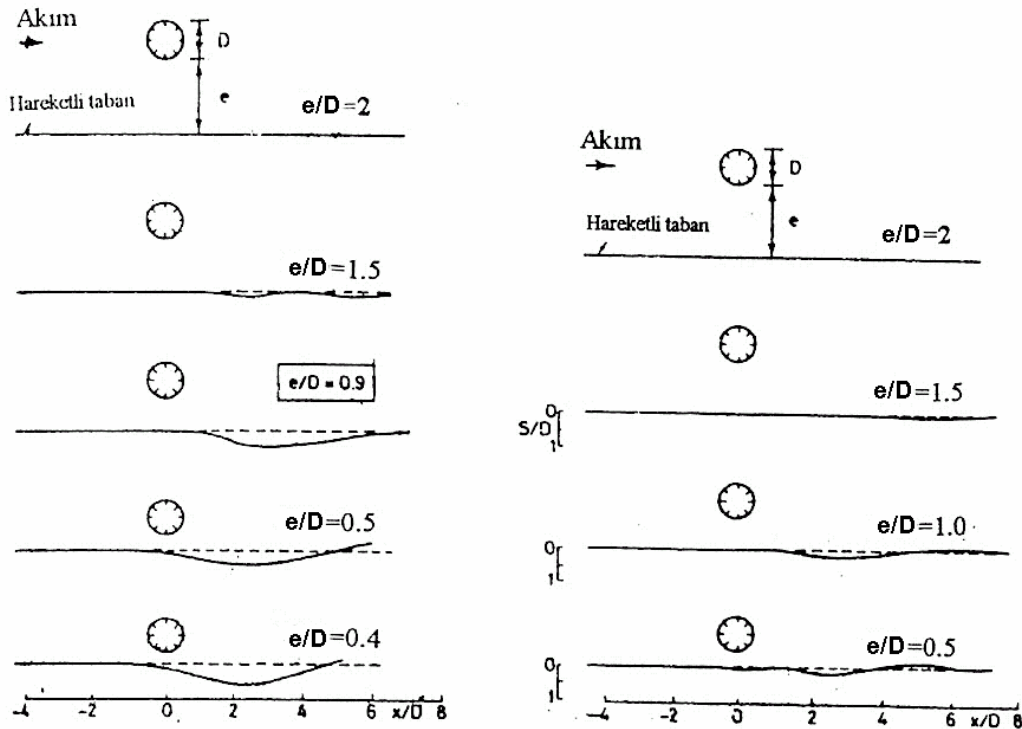 Akım
D
e
Hareketli taban
e/D=2
e/D=1.5
e/D = 0.9
e/D=0.5
e/D=0.4
-4 -2 0 2 4 6 x/D 8
Akım
D
e
Hareketli taban
e/D=2
e/D=1.5
0
S/D
1
e/D=1.0
0
1
e/D=0.5
0
1
-4 -2 0 2 4 6 x/D 8